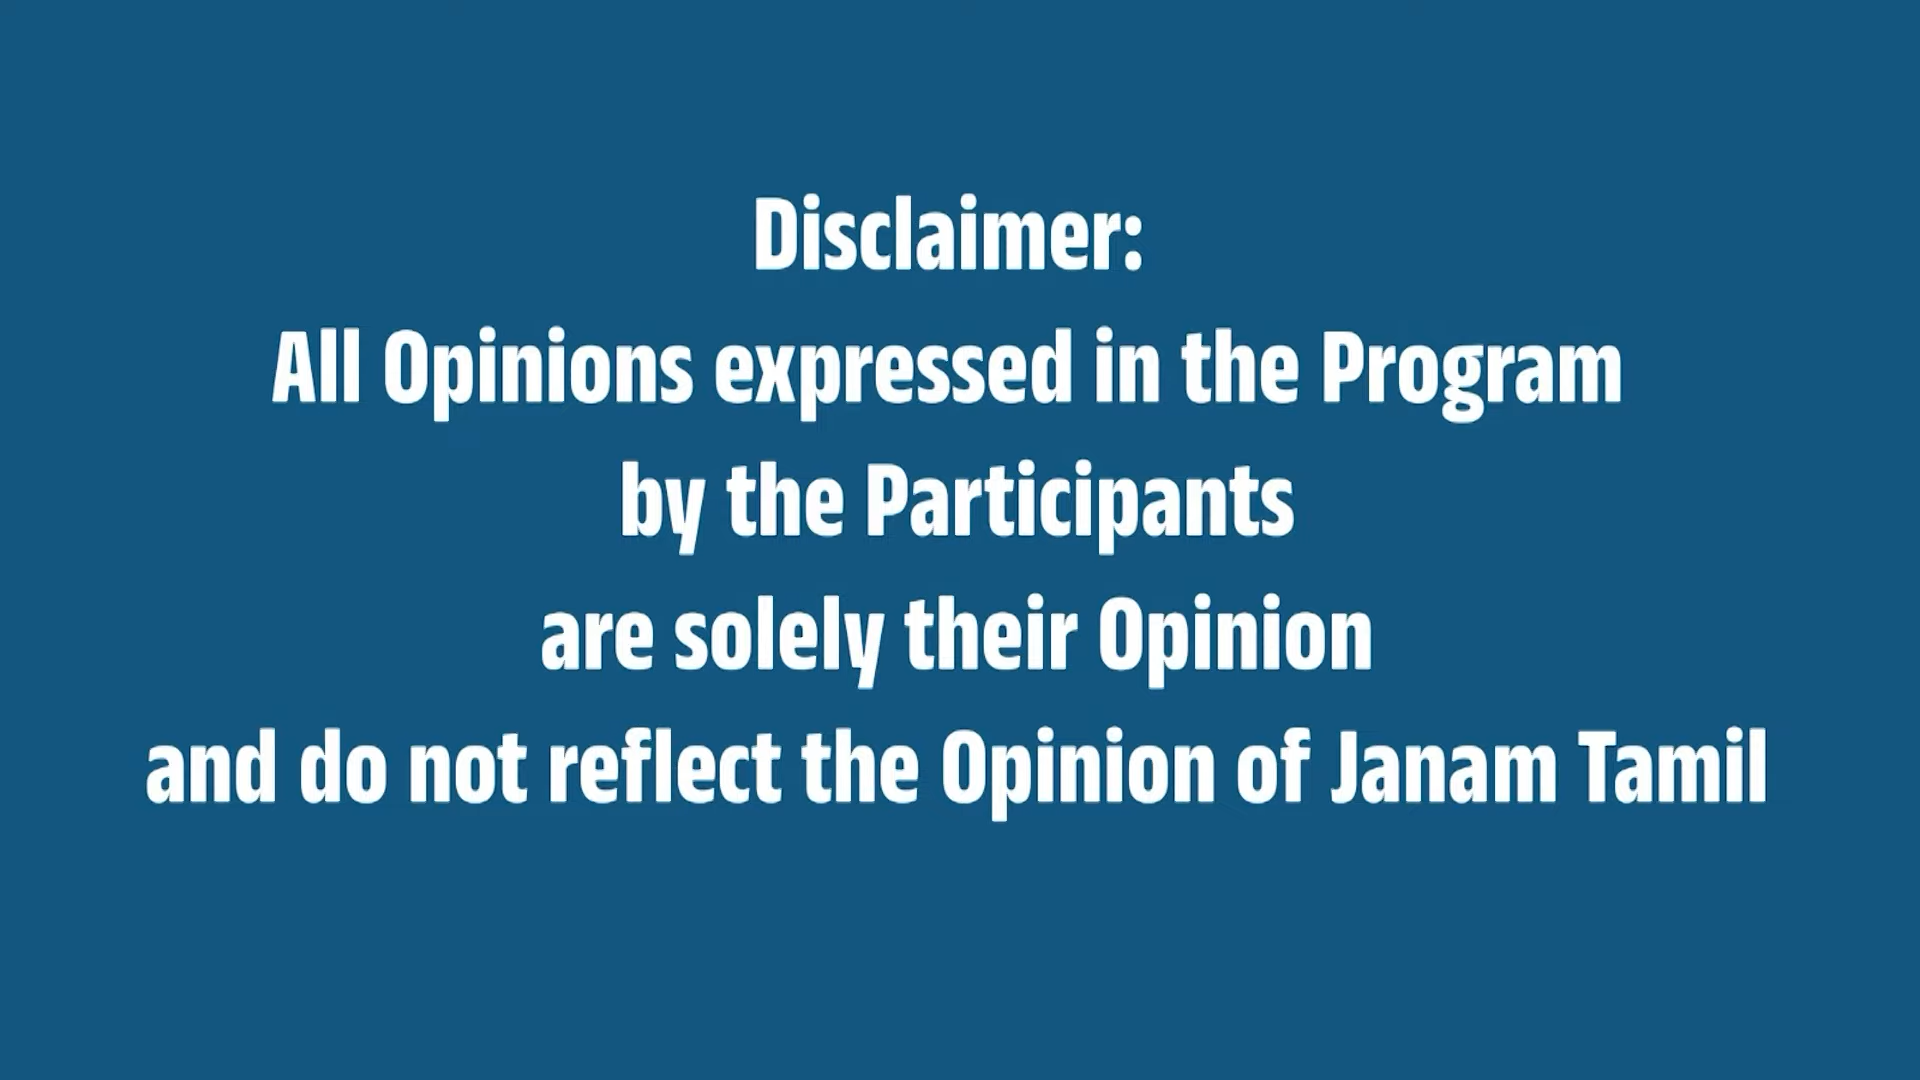 Disclaimer:
All Opinions expressed in the Program
by the Participants
are solely their Opinion
and do not reflect the Opinion of Janam Tamil